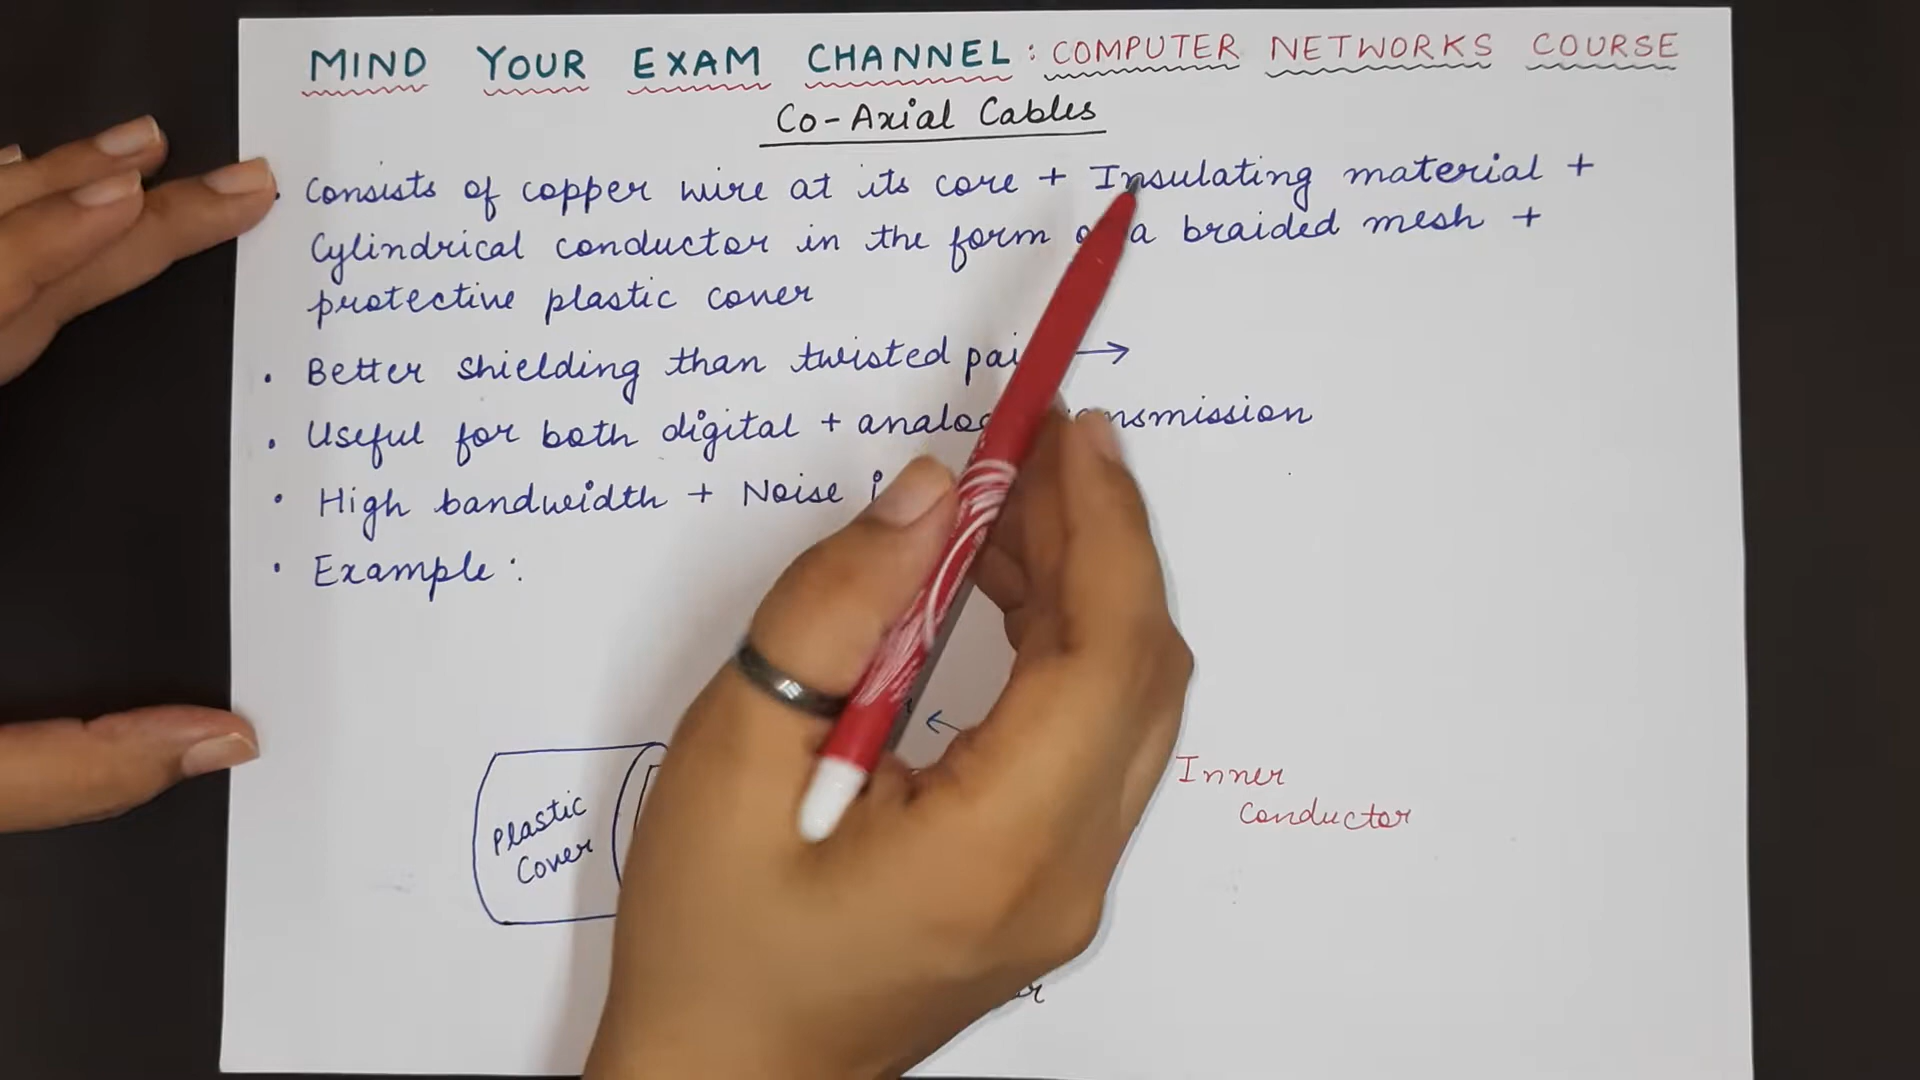 MIND YOUR EXAM CHANNEL : COMPUTER NETWORKS COURSE
Co-Axial Cables
• Consists of copper wire at its core + Insulating material +
Cylindrical conductor in the form a braided mesh +
protective plastic cover
• Better shielding than twisted →
• Useful for both digital +
• High bandwidth + Noise
• Example :
Plastic
Cover
Inner
Conductor